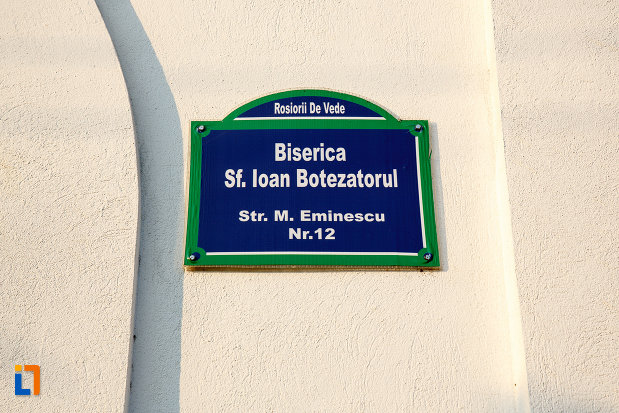 Rosiorii De Vede
Biserica
Sf. Ioan Botezatorul
Str. M. Eminescu
Nr.12